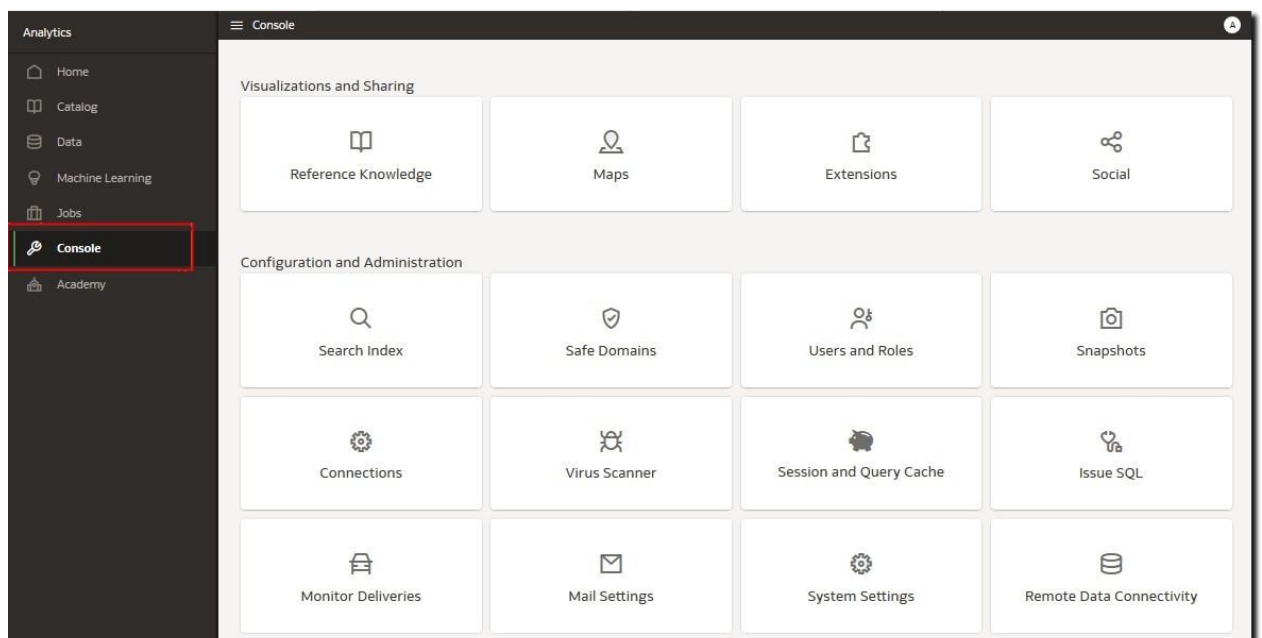 Analytics
Home
Catalog
Data
Machine Learning
Jobs
Console
Academy
Console
A
Visualizations and Sharing
Reference Knowledge
Maps
Extensions
Social
Configuration and Administration
Search Index
Safe Domains
Users and Roles
Snapshots
Connections
Virus Scanner
Session and Query Cache
Issue SQL
Monitor Deliveries
Mail Settings
System Settings
Remote Data Connectivity